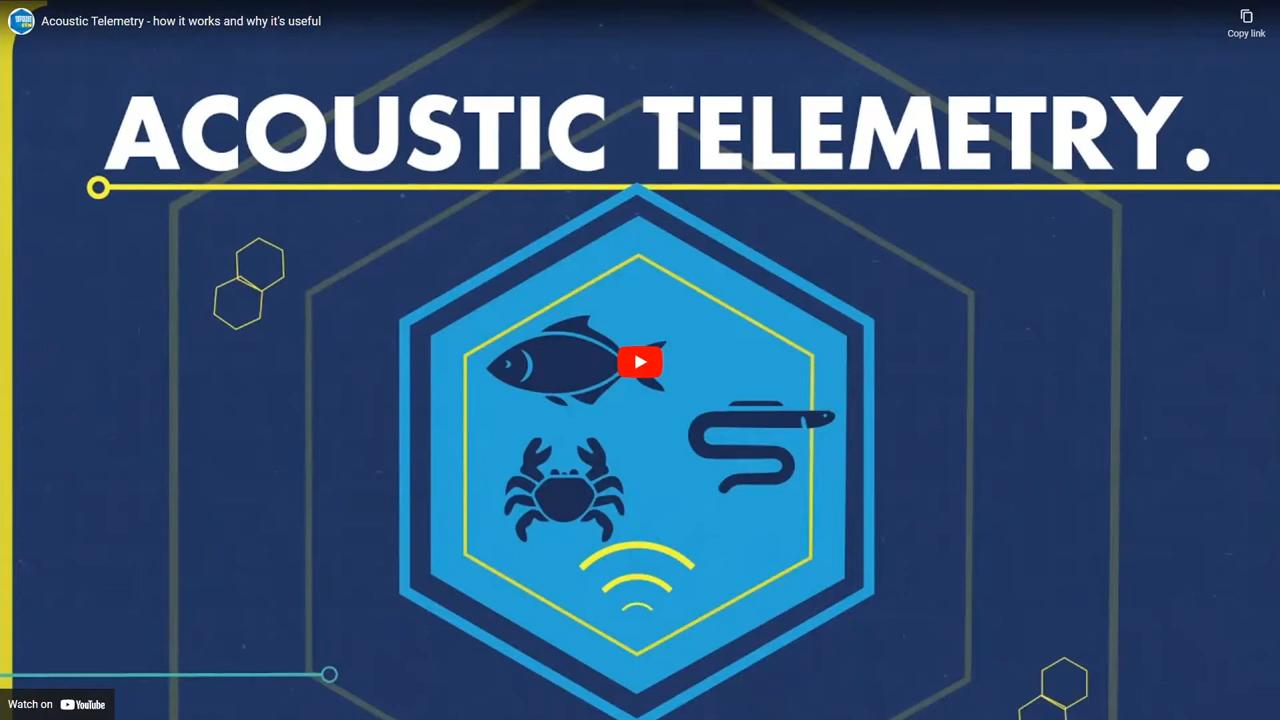 Acoustic Telemetry - how it works and why it's useful
Copy link
ACOUSTIC TELEMETRY.
Watch on YouTube